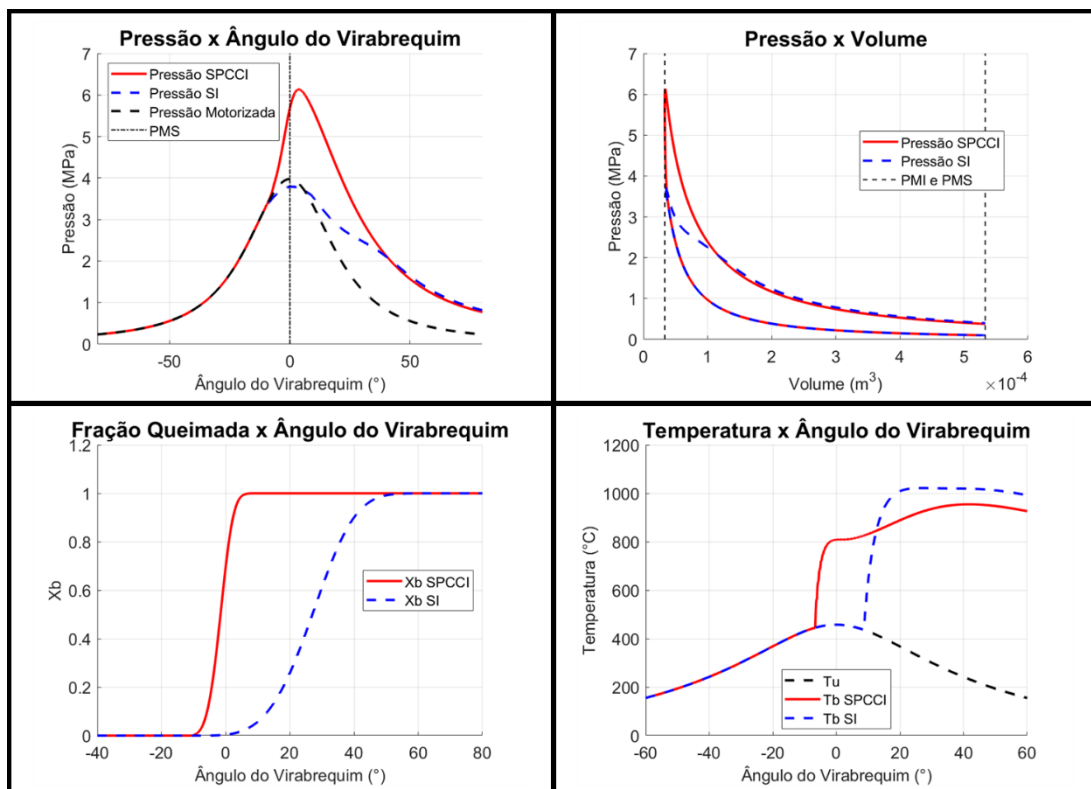 Pressão x Ângulo do Virabrequim
7
6
5
4
3
2
1
0
Pressão (MPa)
Pressão SPCCI
Pressão SI
Pressão Motorizada
PMS
-50
0
50
Ângulo do Virabrequim (°)
Pressão x Volume
7
6
5
4
3
2
1
0
Pressão (MPa)
Pressão SPCCI
Pressão SI
PMI e PMS
0
1
2
3
4
5
6
Volume (m³)
×10⁻⁴
Fração Queimada x Ângulo do Virabrequim
1.2
1
0.8
0.6
0.4
0.2
0
Xb
Xb SPCCI
Xb SI
-40
-20
0
20
40
60
80
Ângulo do Virabrequim (°)
Temperatura x Ângulo do Virabrequim
1200
1000
800
600
400
200
0
Temperatura (°C)
Tu
Tb SPCCI
Tb SI
-60
-40
-20
0
20
40
60
Ângulo do Virabrequim (°)